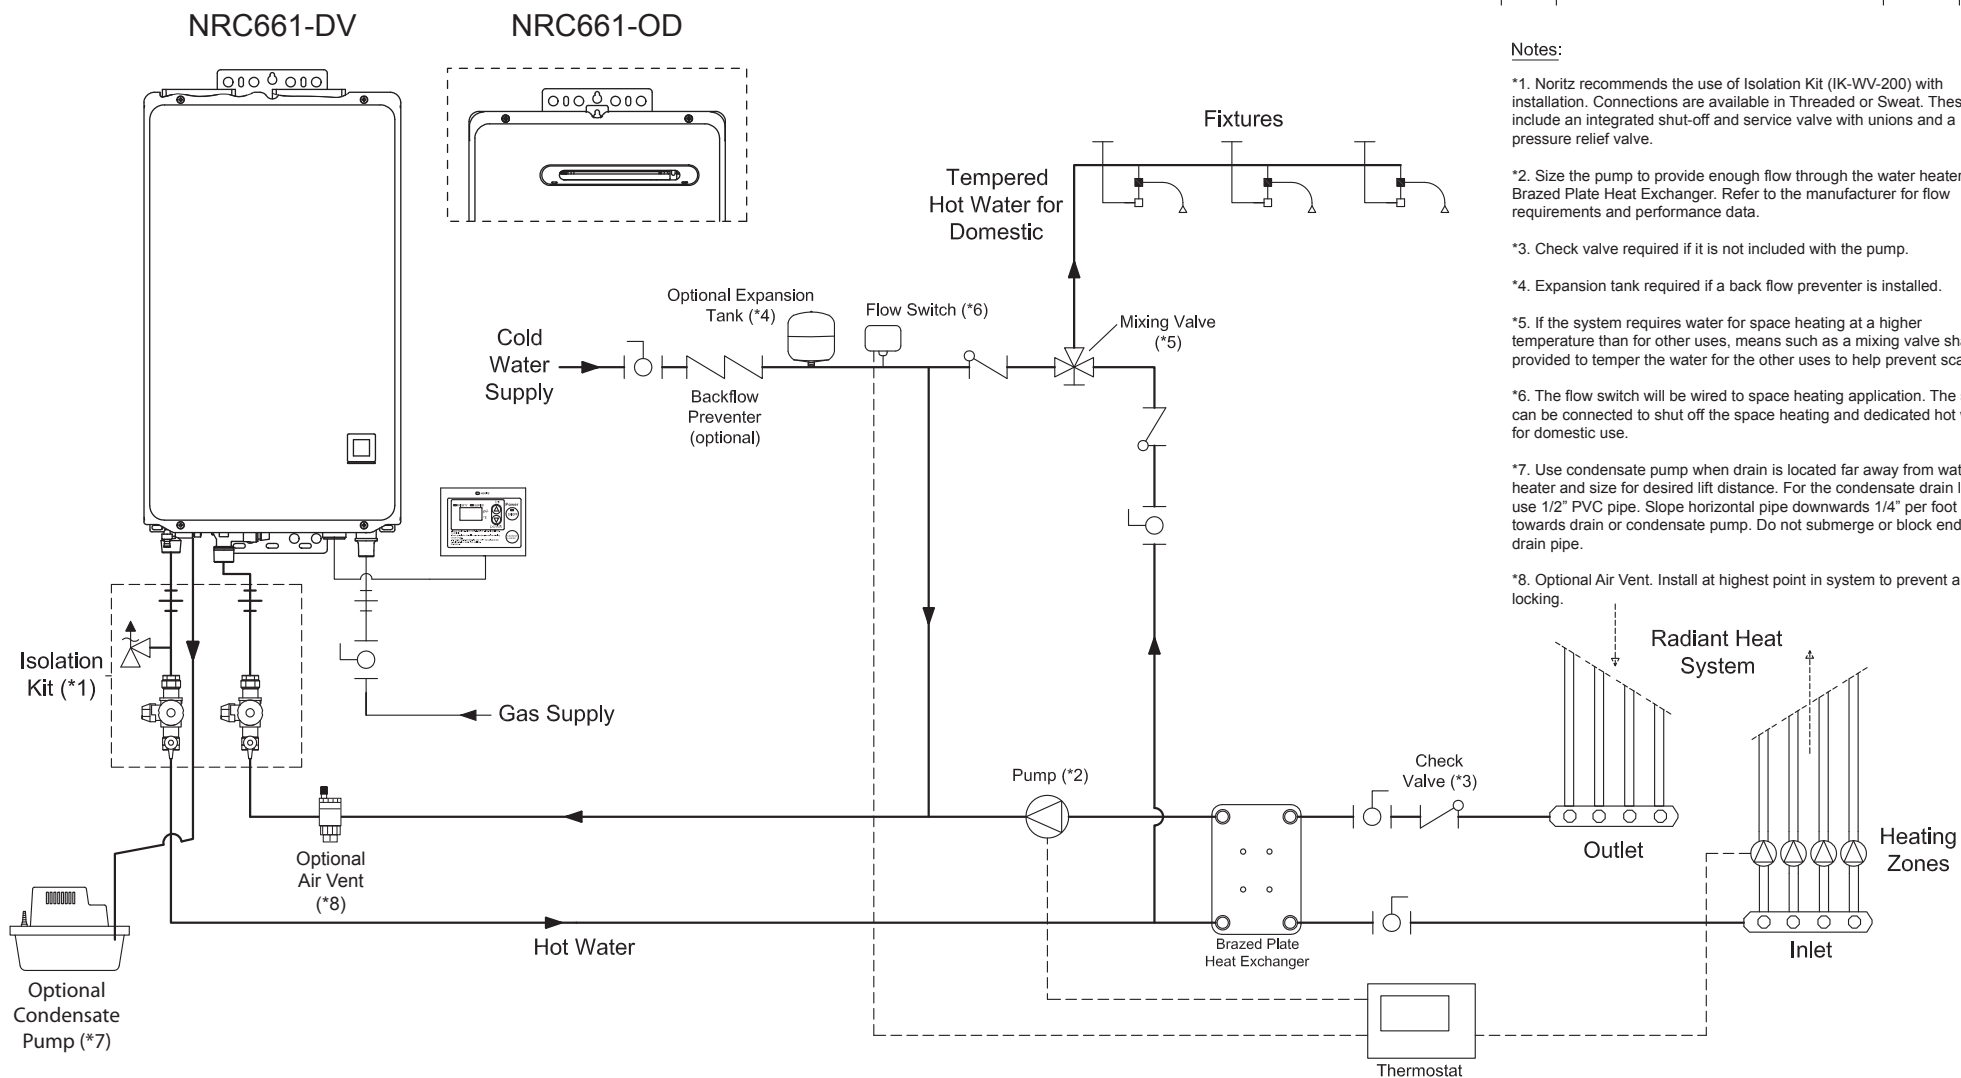 NRC661-DV
NRC661-OD
Notes:
*1. Noritz recommends the use of Isolation Kit (IK-WV-200) with
installation. Connections are available in Threaded or Sweat. Thes
include an integrated shut-off and service valve with unions and a
pressure relief valve.
*2. Size the pump to provide enough flow through the water heater
Brazed Plate Heat Exchanger. Refer to the manufacturer for flow
requirements and performance data.
*3. Check valve required if it is not included with the pump.
*4. Expansion tank required if a back flow preventer is installed.
*5. If the system requires water for space heating at a higher
temperature than for other uses, means such as a mixing valve sha
provided to temper the water for the other uses to help prevent sca
*6. The flow switch will be wired to space heating application. The s
can be connected to shut off the space heating and dedicated hot
for domestic use.
*7. Use condensate pump when drain is located far away from wat
heater and size for desired lift distance. For the condensate drain l
use 1/2” PVC pipe. Slope horizontal pipe downwards 1/4” per foot
towards drain or condensate pump. Do not submerge or block end
drain pipe.
*8. Optional Air Vent. Install at highest point in system to prevent a
locking.
Fixtures
Tempered
Hot Water for
Domestic
Optional Expansion
Tank (*4)
Flow Switch (*6)
Mixing Valve
(*5)
Cold
Water
Supply
Backflow
Preventer
(optional)
Isolation
Kit (*1)
Gas Supply
Radiant Heat
System
Pump (*2)
Check
Valve (*3)
Outlet
Heating
Zones
Optional
Air Vent
(*8)
Hot Water
Brazed Plate
Heat Exchanger
Inlet
Optional
Condensate
Pump (*7)
Thermostat